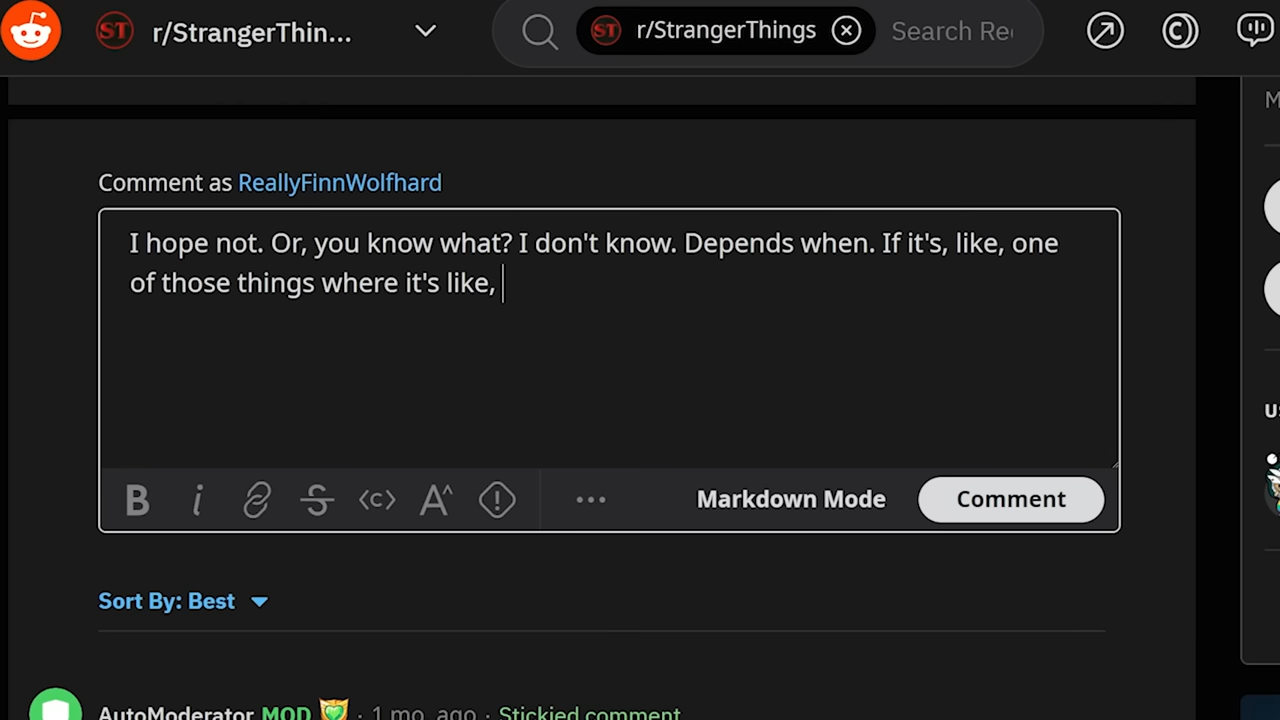 ST r/StrangerThin... ST r/StrangerThings Search Re
Comment as ReallyFinnWolfhard
I hope not. Or, you know what? I don't know. Depends when. If it's, like, one
of those things where it's like,
B i <c> A^ ! ... Markdown Mode Comment
Sort By: Best
AutoModerator MOD · 1 mo. ago · Stickied comment